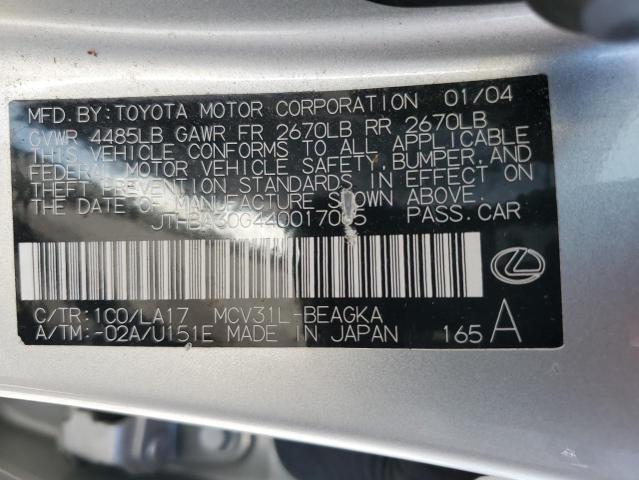 MFD. BY: TOYOTA MOTOR CORPORATION 01/04
GVWR 4485LB GAWR FR 2670LB RR 2670LB
THIS VEHICLE CONFORMS TO ALL APPLICABLE
FEDERAL MOTOR VEHICLE SAFETY, BUMPER, AND
THEFT PREVENTION STANDARDS IN EFFECT ON
THE DATE OF MANUFACTURE SHOWN ABOVE.
PASS. CAR
C/TR: 1C0/LA17 MCV31L-BEAGKA
A/TM: -02A/U151E MADE IN JAPAN 165 A